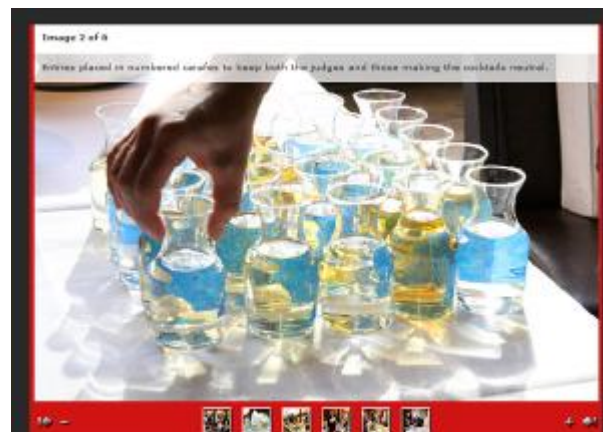 Image 2 of 6
Entries placed in numbered carafes to keep both the judges and those making the cocktails neutral.